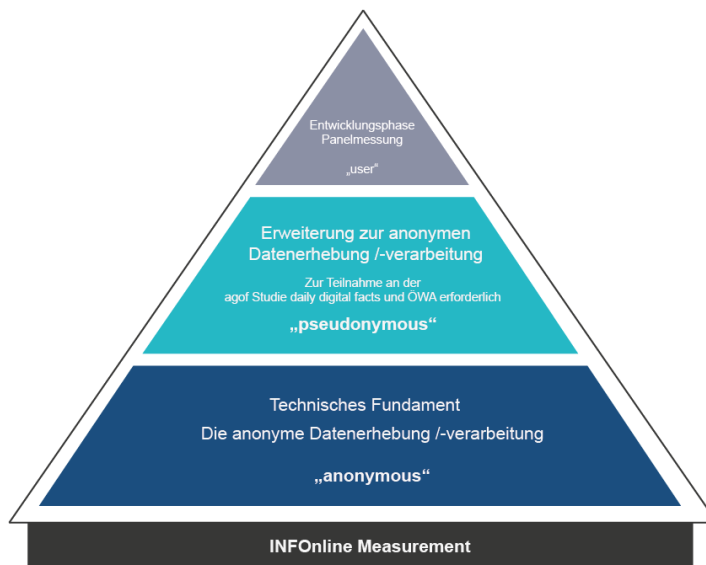 Entwicklungsphase
Panelmessung
„user“
Erweiterung zur anonymen
Datenerhebung /-verarbeitung
Zur Teilnahme an der
agof Studie daily digital facts und ÖWA erforderlich
„pseudonymous“
Technisches Fundament
Die anonyme Datenerhebung /-verarbeitung
„anonymous“
INFOnline Measurement